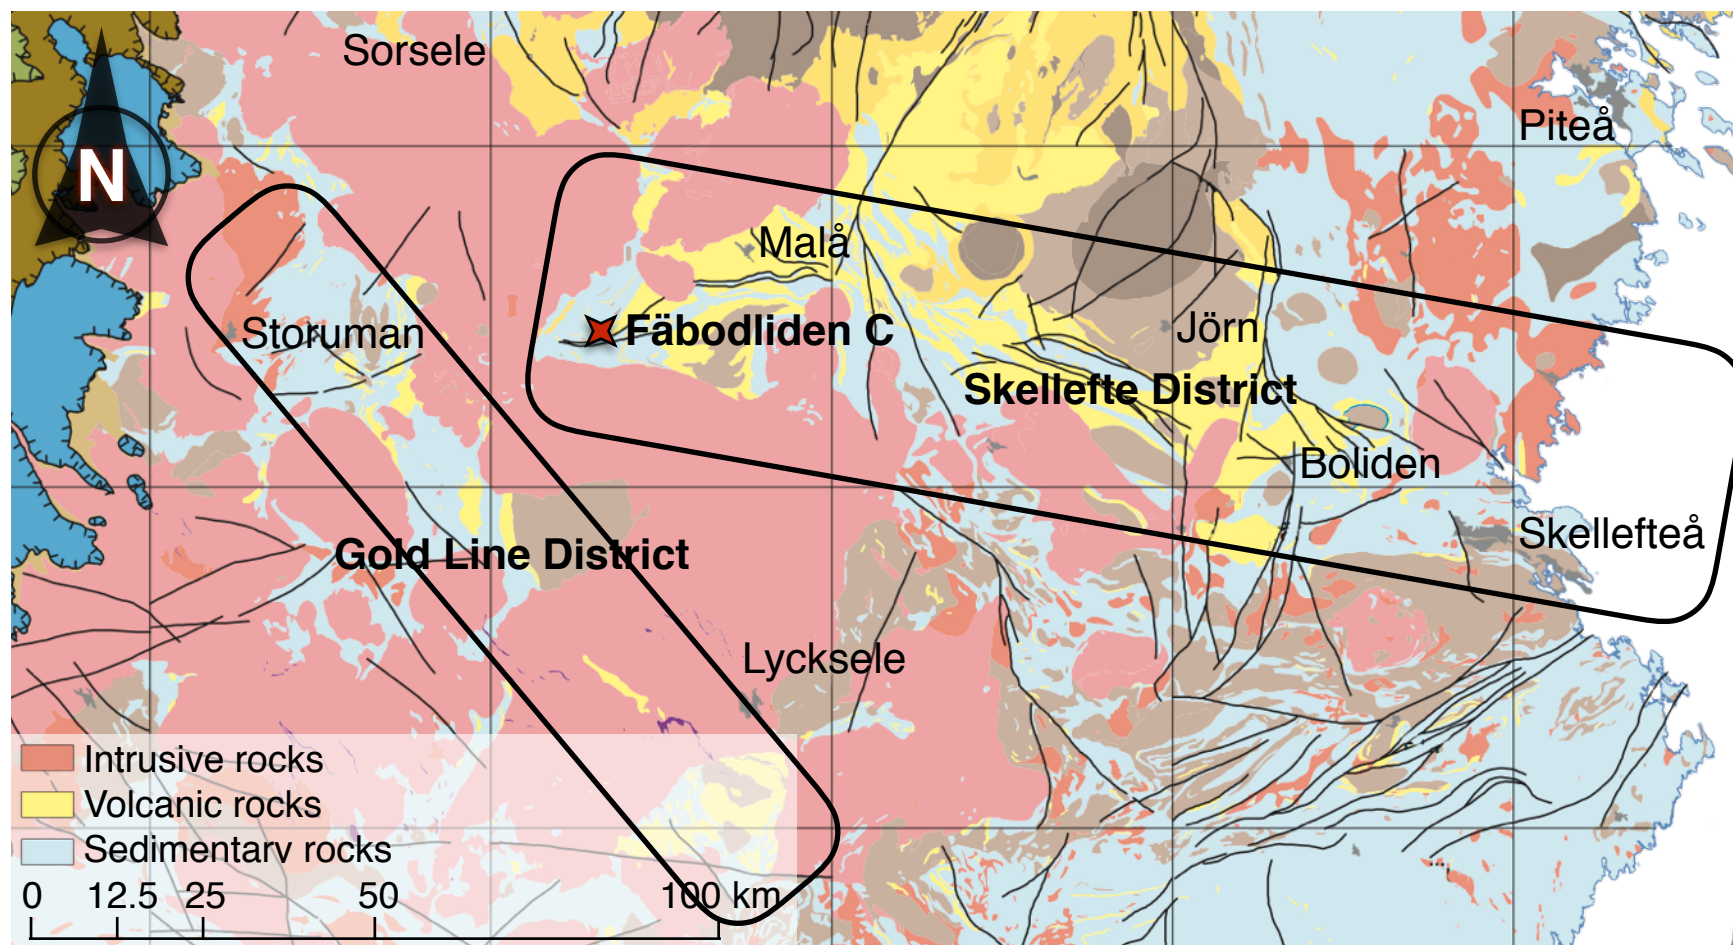 Sorsele
Piteå
N
Malå
Storuman
Fäbodliden C
Jörn
Skellefte District
Boliden
Skellefteå
Gold Line District
Lycksele
Intrusive rocks
Volcanic rocks
Sedimentary rocks
0 12.5 25 50 100 km